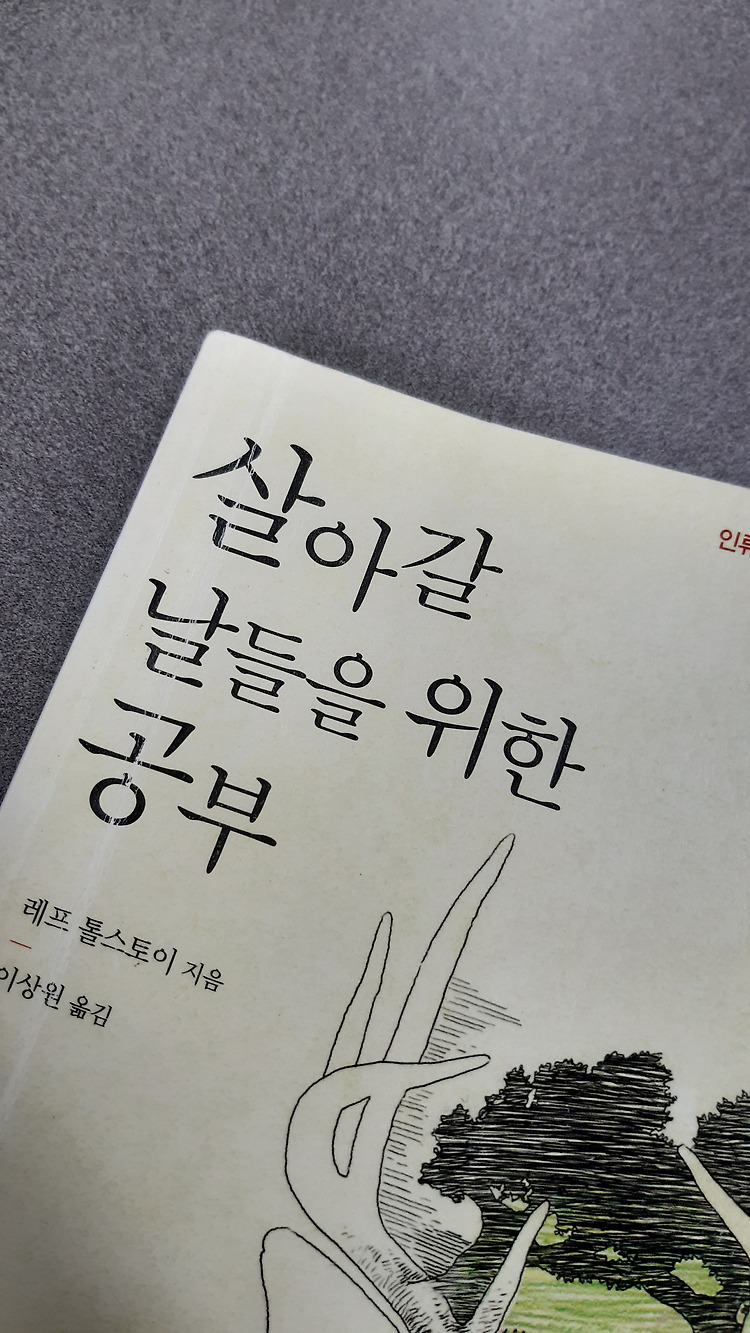 살아갈
날들을 위한
공부
레프 톨스토이 지음
이상원 옮김